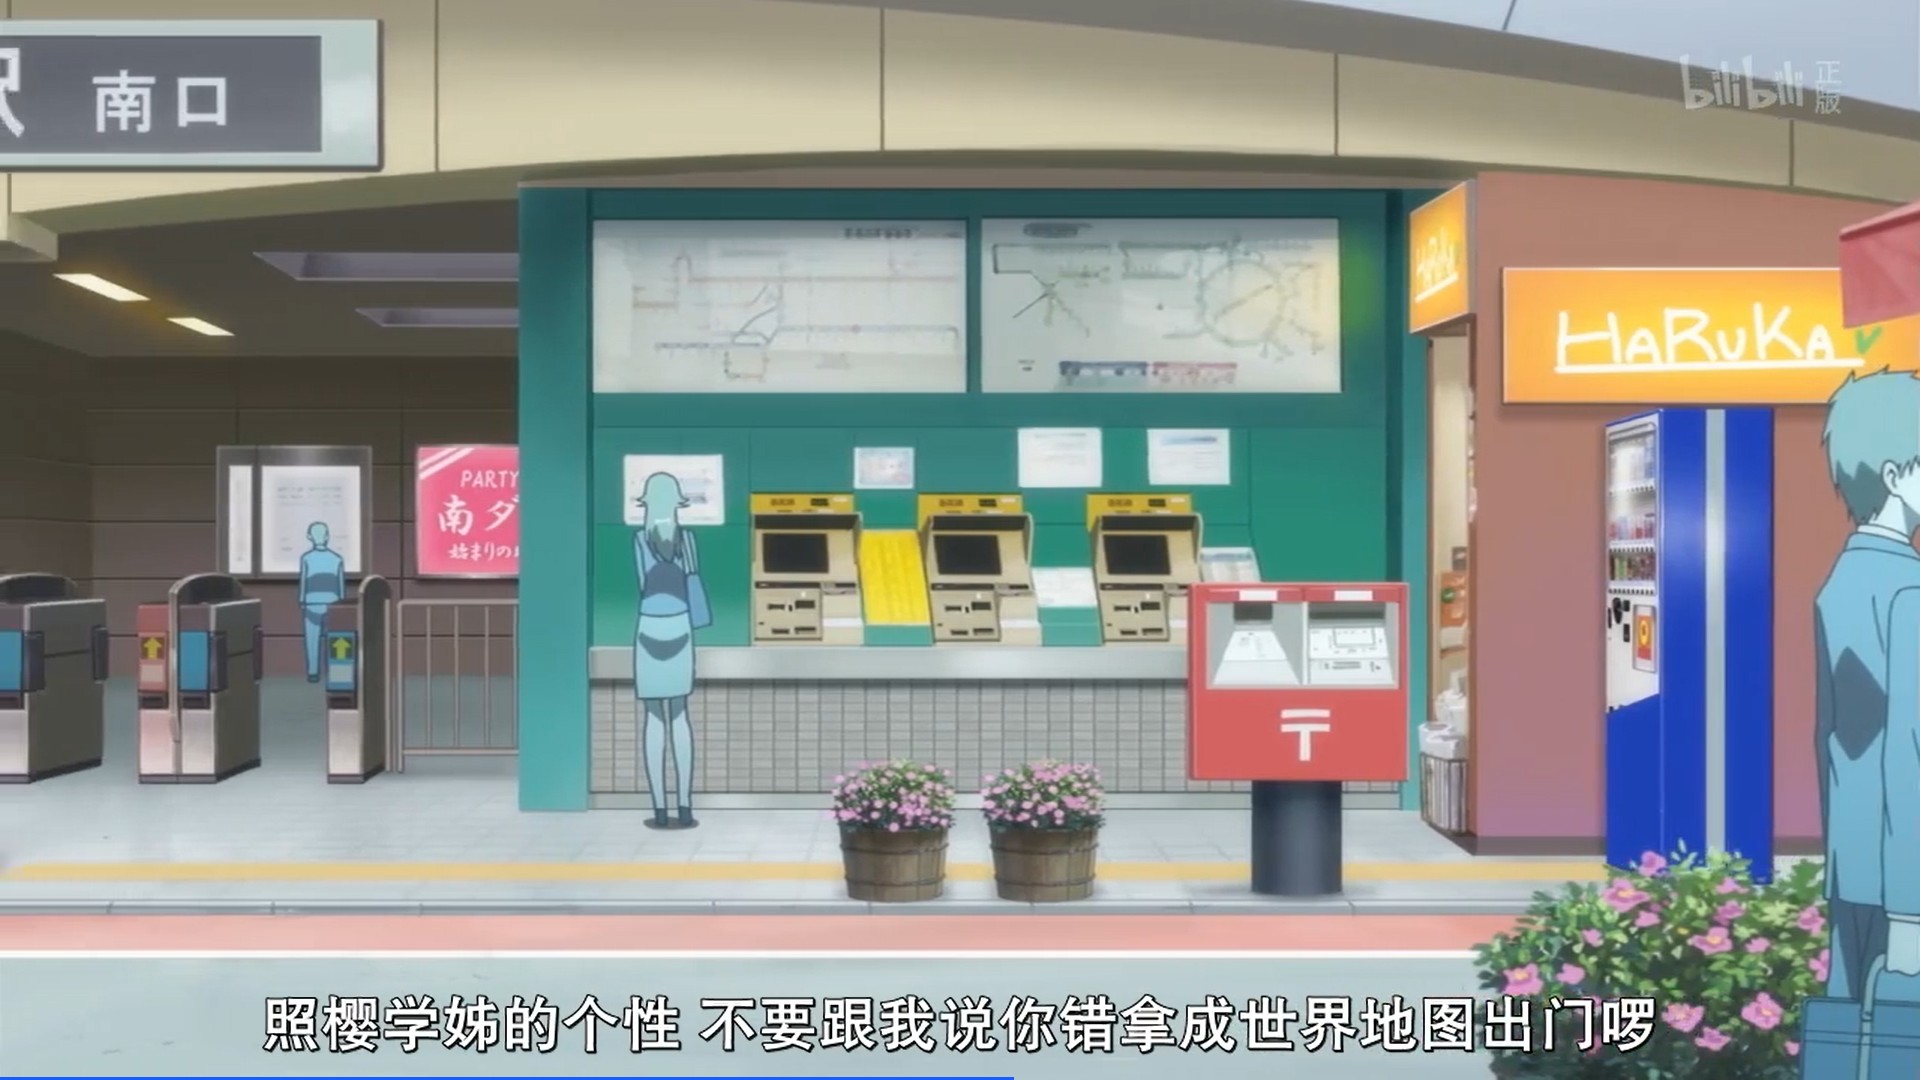 駅 南口
bilibili 正版
HARUKA
HARUKA
PARTY
南ダ
始まりの
照樱学姊的个性 不要跟我说你错拿成世界地图出门啰